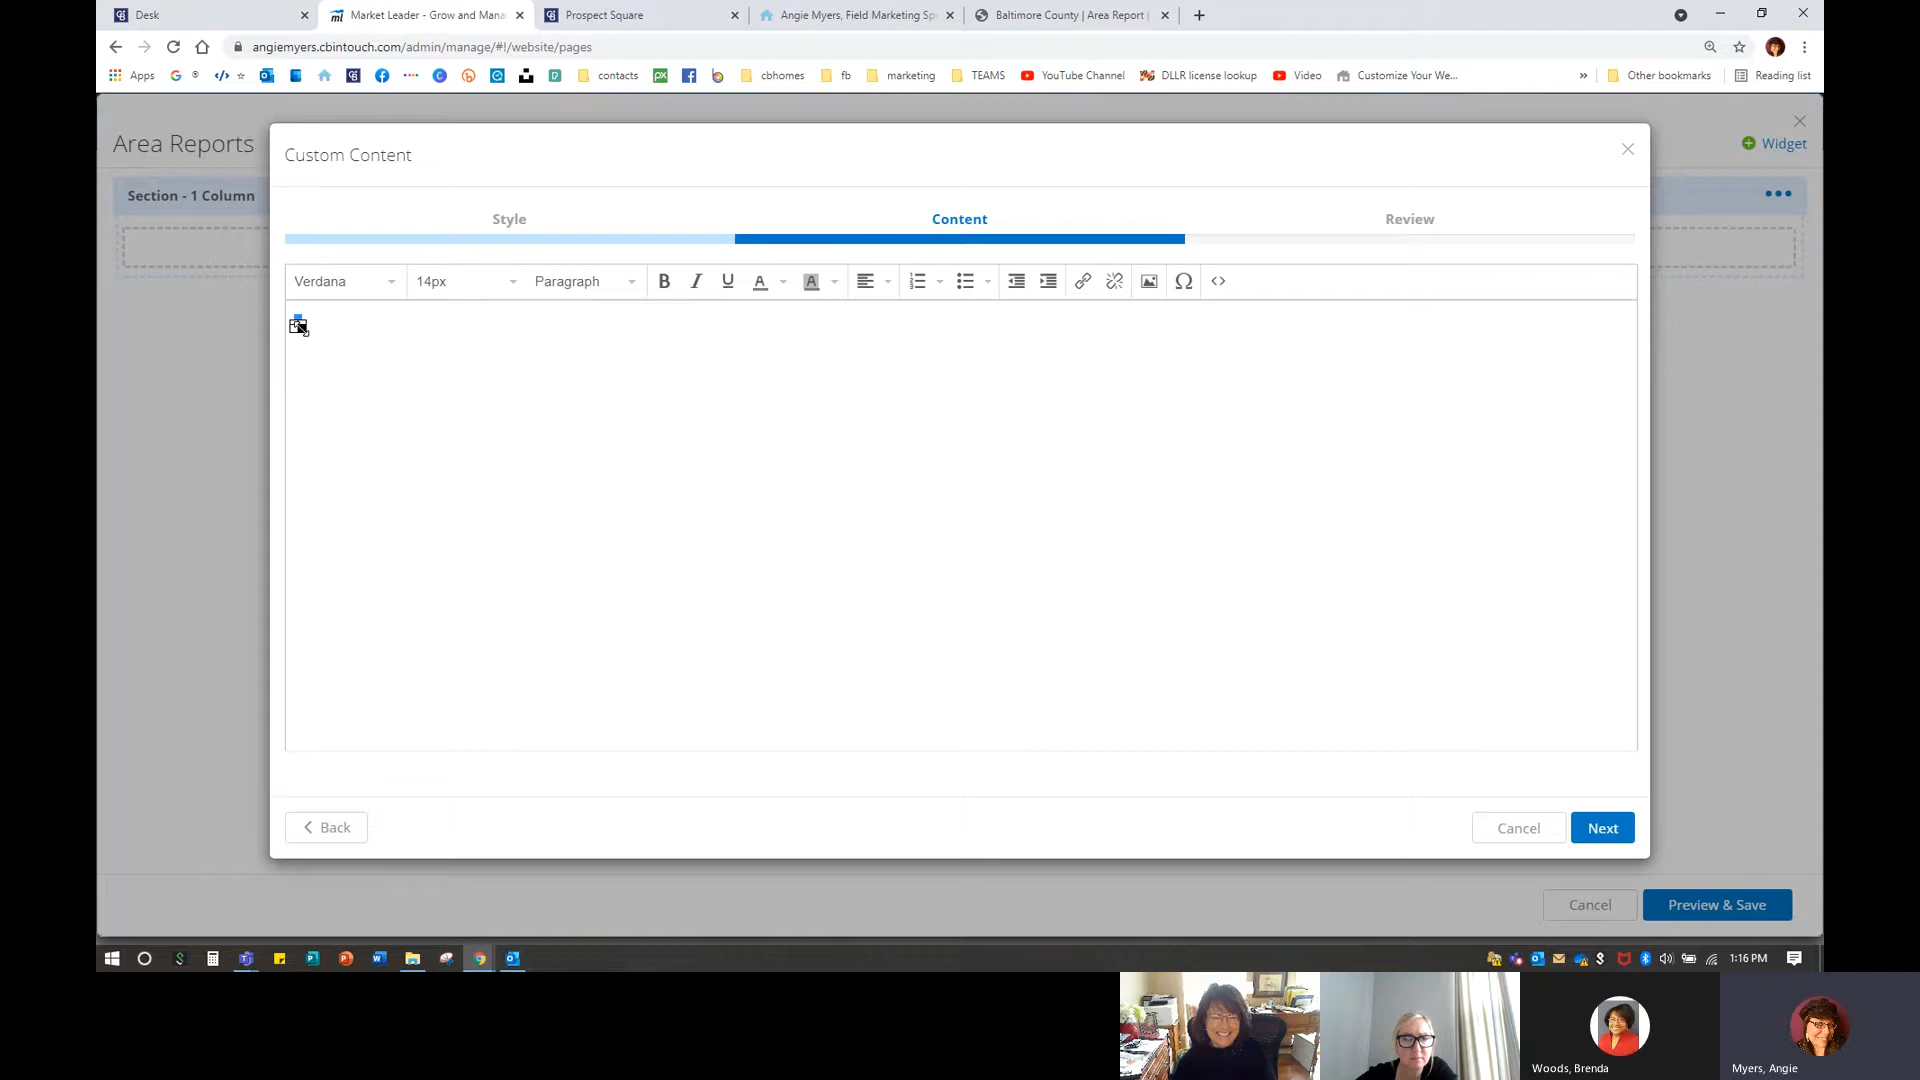 Desk
Market Leader - Grow and Mana
Prospect Square
Angie Myers, Field Marketing Sp
Baltimore County | Area Report |
angiemyers.cbintouch.com/admin/manage/#!/website/pages
Apps
contacts
cbhomes
fb
marketing
TEAMS
YouTube Channel
DLLR license lookup
Video
Customize Your We...
»
Other bookmarks
Reading list
Area Reports
Widget
Section - 1 Column
Custom Content
Style
Content
Review
Verdana
14px
Paragraph
B I U A A
Ω <>
Back
Cancel
Next
Cancel
Preview & Save
1:16 PM
Woods, Brenda
Myers, Angie